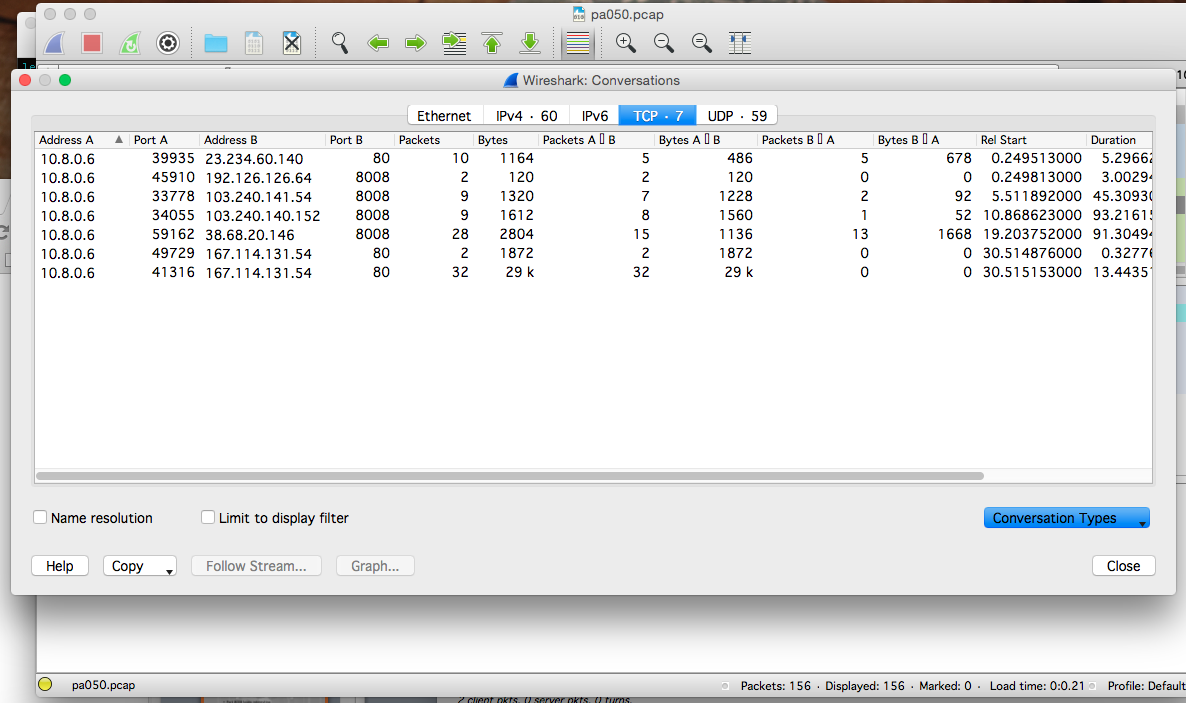 pa050.pcap
Wireshark: Conversations
Ethernet IPv4 · 60 IPv6 TCP · 7 UDP · 59
Address A Port A Address B Port B Packets Bytes Packets A ▯ B Bytes A ▯ B Packets B ▯ A Bytes B ▯ A Rel Start Duration
10.8.0.6 39935 23.234.60.140 80 10 1164 5 486 5 678 0.249513000 5.2966
10.8.0.6 45910 192.126.126.64 8008 2 120 2 120 0 0 0.249813000 3.00294
10.8.0.6 33778 103.240.141.54 8008 9 1320 7 1228 2 92 5.511892000 45.3093
10.8.0.6 34055 103.240.140.152 8008 9 1612 8 1560 1 52 10.868623000 93.2161
10.8.0.6 59162 38.68.20.146 8008 28 2804 15 1136 13 1668 19.203752000 91.30494
10.8.0.6 49729 167.114.131.54 80 2 1872 2 1872 0 0 30.514876000 0.3277
10.8.0.6 41316 167.114.131.54 80 32 29 k 32 29 k 0 0 30.515153000 13.4435
Name resolution Limit to display filter Conversation Types
Help Copy Follow Stream... Graph... Close
pa050.pcap Packets: 156 · Displayed: 156 · Marked: 0 · Load time: 0:0.21 Profile: Default
2 client pkts, 0 server pkts, 0 turns.